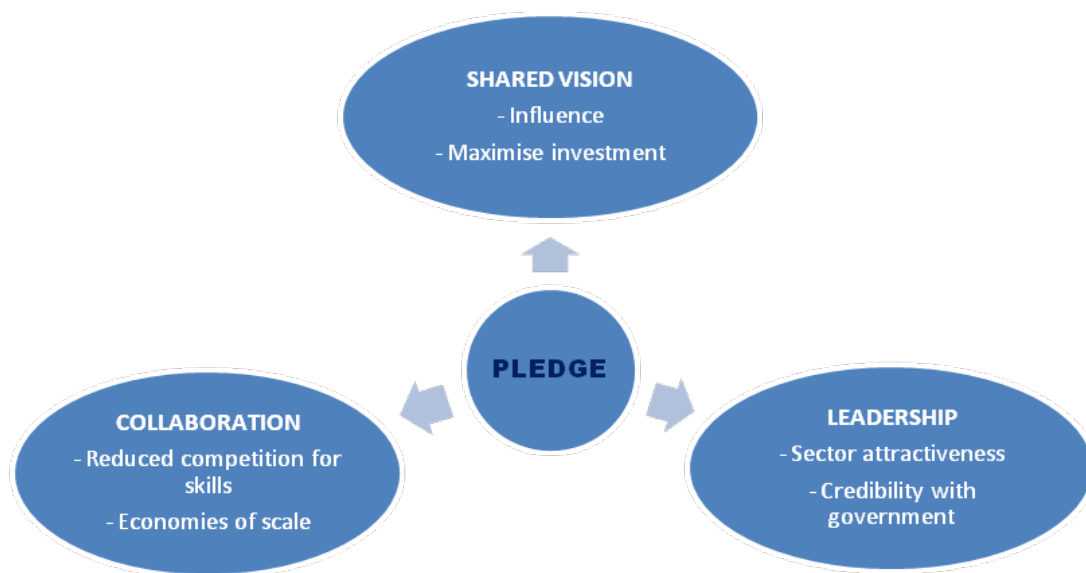 SHARED VISION
- Influence
- Maximise investment
PLEDGE
COLLABORATION
- Reduced competition for
skills
- Economies of scale
LEADERSHIP
- Sector attractiveness
- Credibility with
government